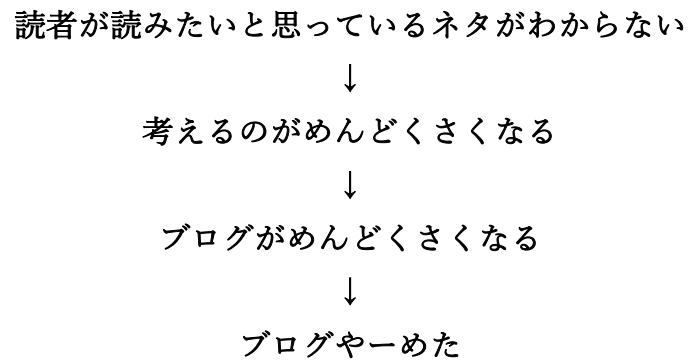 読者が読みたいと思っているネタがわからない
↓
考えるのがめんどくさくなる
↓
ブログがめんどくさくなる
↓
ブログやーめた